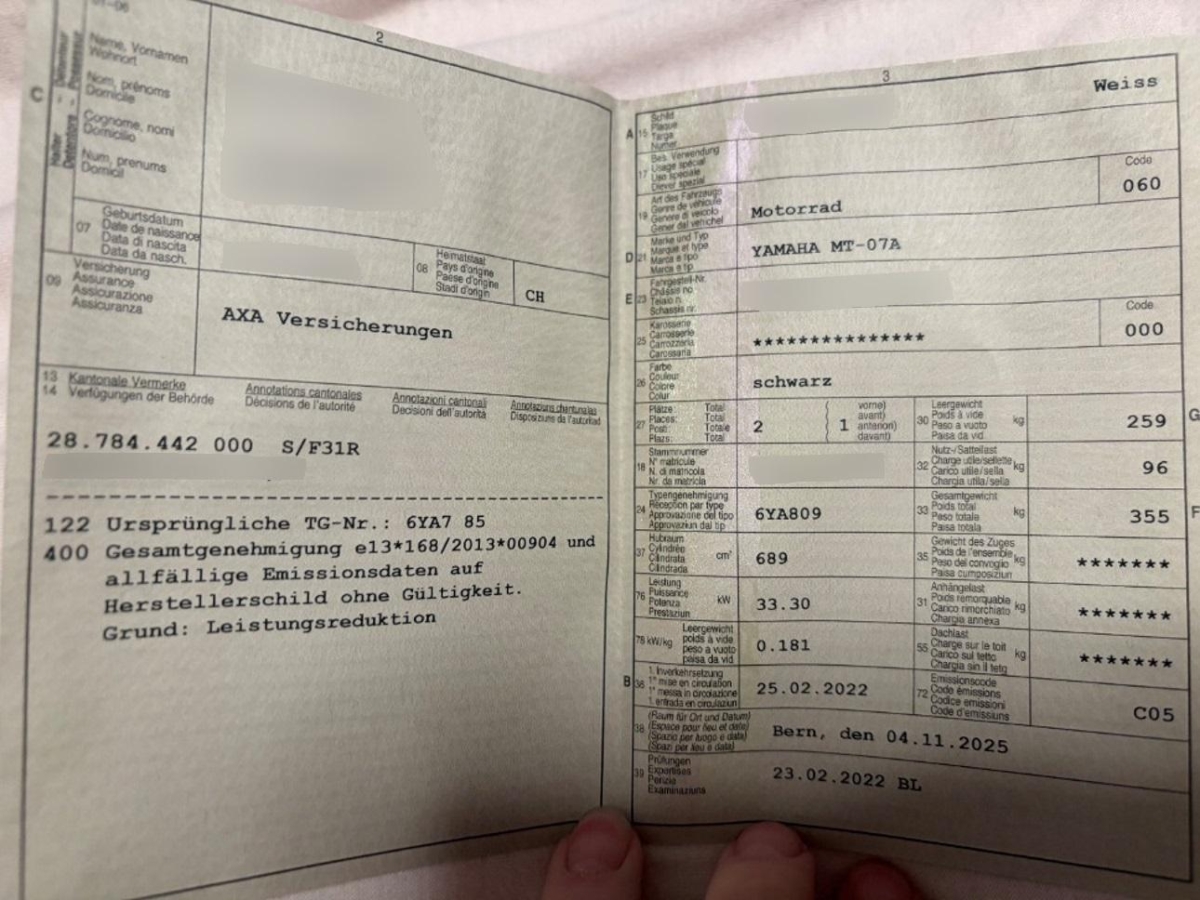 2
C
Halter
Name, Vornamen
Wohnort
Nom, prénoms
Domicile
Cognome, nomi
Domicilio
Num, prenums
Domicil
07 Geburtsdatum
Date de naissance
Data di nascita
Data da nasch.
08 Heimatstaat
Pays d'origine
Paese d'origine
Stadi d'origin
CH
09 Versicherung
Assurance
Assicurazione
Assicuranza
AXA Versicherungen
13 Kantonale Vermerke Annotations cantonales Annotazioni cantonali Annotaziuns chantunalas
14 Verfügungen der Behörde Décisions de l'autorité Decisioni dell'autorità Disposiziuns da l'autoritad
28.784.442 000 S/F31R
122 Ursprüngliche TG-Nr.: 6YA7 85
400 Gesamtgenehmigung e13*168/2013*00904 und
allfällige Emissionsdaten auf
Herstellerschild ohne Gültigkeit.
Grund: Leistungsreduktion
3
A 15 Schild
Plaque
Targa
Numer
Weiss
17 Bes. Verwendung
Usage spécial
Uso speciale
Diever spezial
19 Art des Fahrzeugs
Genre de véhicule
Genere di veicolo
Gener dal vehichel
Motorrad
Code
060
D 21 Marke und Typ
Marque et type
Marca e tipo
Marca e tip
YAMAHA MT-07A
E 23 Fahrgestell-Nr.
Châssis no.
Telaio n.
Schassis nr.
25 Karosserie
Carrosserie
Carrozzeria
Carossaria
***************
Code
000
26 Farbe
Couleur
Colore
Colur
schwarz
27 Plätze: Total
Places: Total
Posti: Totale
Plazs: Total
2
1
vorne)
avant)
anteriori)
davant)
30 Leergewicht
Poids à vide
Peso a vuoto
Paisa da vid
kg
259
G
18 Stammnummer
N° matricule
N. di matricola
Nr. da matricla
32 Nutz-/Sattellast
Charge utile/sellette
Carico utile/sella
Chargia utila/sella
kg
96
24 Typengenehmigung
Réception par type
Approvazione del tipo
Approvaziun dal tip
6YA809
33 Gesamtgewicht
Poids total
Peso totale
Paisa totala
kg
355
F
37 Hubraum
Cylindrée
Cilindrata
Cilindrada
cm³
689
35 Gewicht des Zuges
Poids de l'ensemble
Peso del convoglio
Paisa cumposiziun
kg
*******
76 Leistung
Puissance
Potenza
Prestaziun
kW
33.30
31 Anhängelast
Poids remorquable
Carico rimorchiato
Chargia annexa
kg
*******
78 kW/kg
Leergewicht
poids à vide
peso a vuoto
paisa da vid
0.181
55 Dachlast
Charge sur le toit
Carico sul tetto
Chargia sin il tetg
kg
*******
B 36 1. Inverkehrsetzung
1re mise en circulation
1a messa in circolazione
1. entrada en circulaziun
25.02.2022
72 Emissionscode
Code émissions
Codice emissioni
Code d'emissiuns
C05
38 (Raum für Ort und Datum)
(Espace pour lieu et date)
(Spazio per luogo e data)
(Spazi per lieu e data)
Bern, den 04.11.2025
39 Prüfungen
Expertises
Perizie
Examinaziuns
23.02.2022 BL